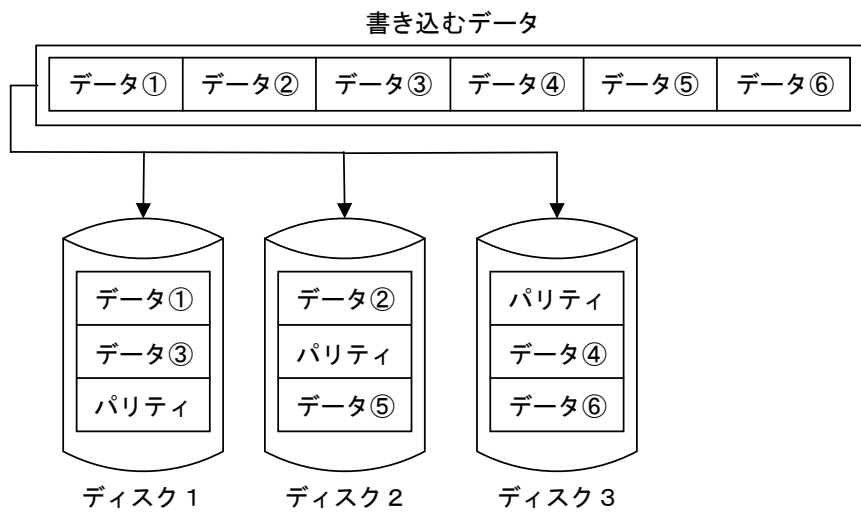 書き込むデータ
データ① データ② データ③ データ④ データ⑤ データ⑥
データ① データ② パリティ
データ③ パリティ データ④
パリティ データ⑤ データ⑥
ディスク1 ディスク2 ディスク3